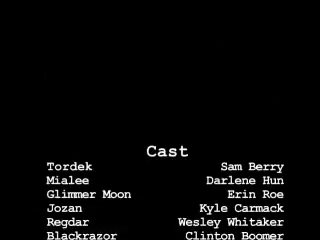 Cast
Tordek Sam Berry
Mialee Darlene Hun
Glimmer Moon Erin Roe
Jozan Kyle Carmack
Regdar Wesley Whitaker
Blackrazor Clinton Boomer